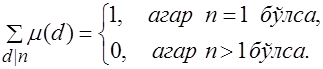 ∑ μ(d) = { 1, агар n = 1 бўлса,
d|n { 0, агар n > 1 бўлса.